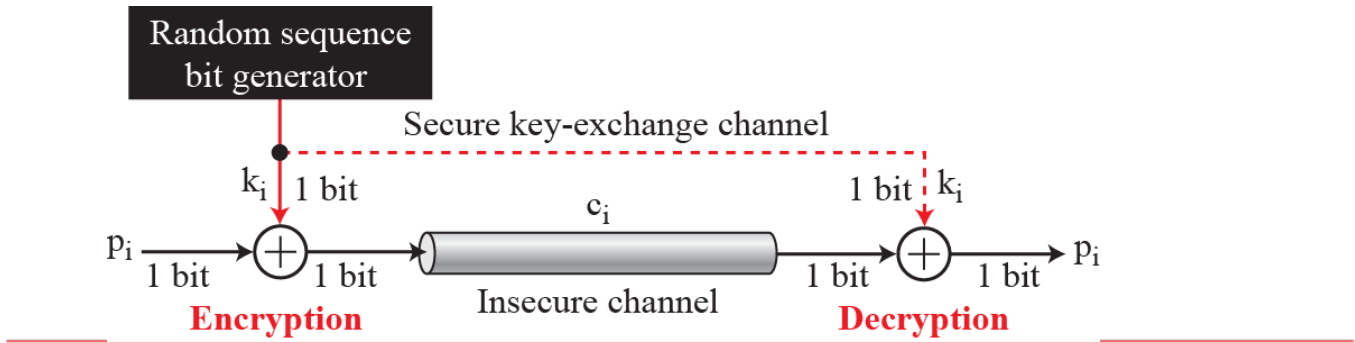 Random sequence
bit generator
Secure key-exchange channel
k_i 1 bit
1 bit k_i
c_i
p_i
p_i
1 bit
1 bit
1 bit
1 bit
Insecure channel
Encryption
Decryption